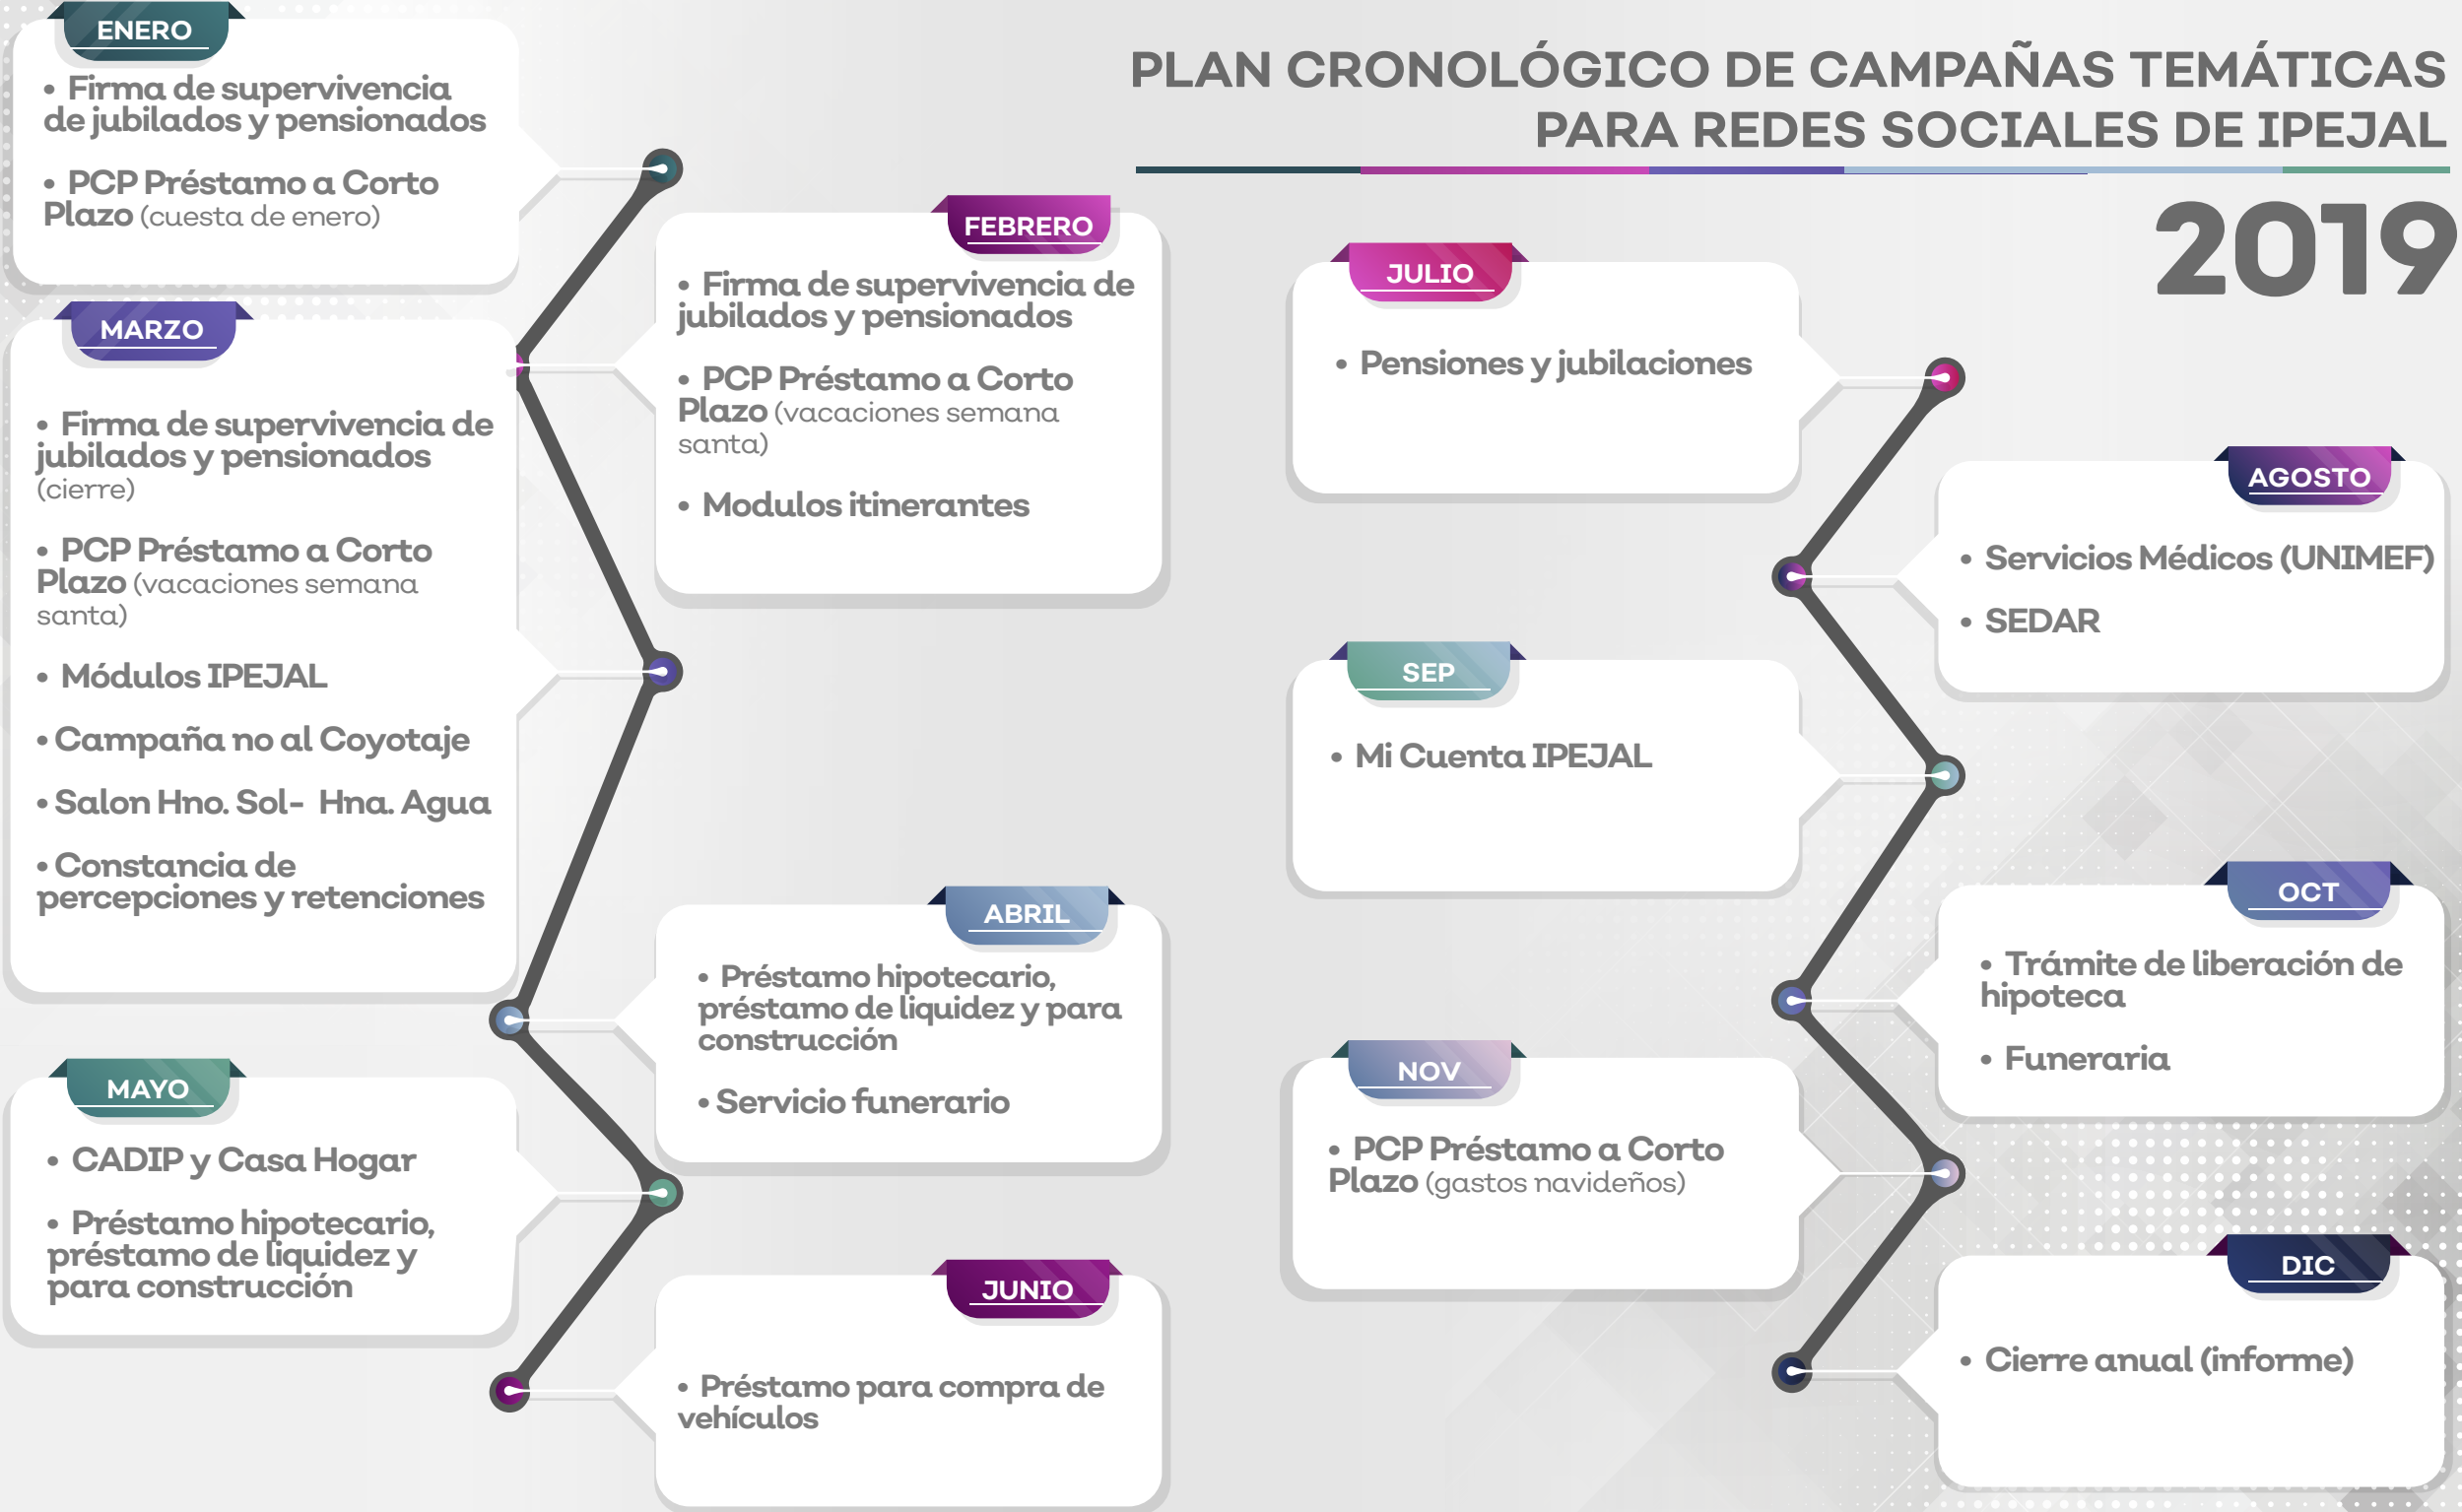 PLAN CRONOLÓGICO DE CAMPAÑAS TEMÁTICAS
PARA REDES SOCIALES DE IPEJAL
2019
ENERO
• Firma de supervivencia
de jubilados y pensionados
• PCP Préstamo a Corto
Plazo (cuesta de enero)
FEBRERO
• Firma de supervivencia de
jubilados y pensionados
• PCP Préstamo a Corto
Plazo (vacaciones semana
santa)
• Modulos itinerantes
MARZO
• Firma de supervivencia de
jubilados y pensionados
(cierre)
• PCP Préstamo a Corto
Plazo (vacaciones semana
santa)
• Módulos IPEJAL
• Campaña no al Coyotaje
• Salon Hno. Sol- Hna. Agua
• Constancia de
percepciones y retenciones
ABRIL
• Préstamo hipotecario,
préstamo de liquidez y para
construcción
• Servicio funerario
MAYO
• CADIP y Casa Hogar
• Préstamo hipotecario,
préstamo de liquidez y
para construcción
JUNIO
• Préstamo para compra de
vehículos
JULIO
• Pensiones y jubilaciones
AGOSTO
• Servicios Médicos (UNIMEF)
• SEDAR
SEP
• Mi Cuenta IPEJAL
OCT
• Trámite de liberación de
hipoteca
• Funeraria
NOV
• PCP Préstamo a Corto
Plazo (gastos navideños)
DIC
• Cierre anual (informe)